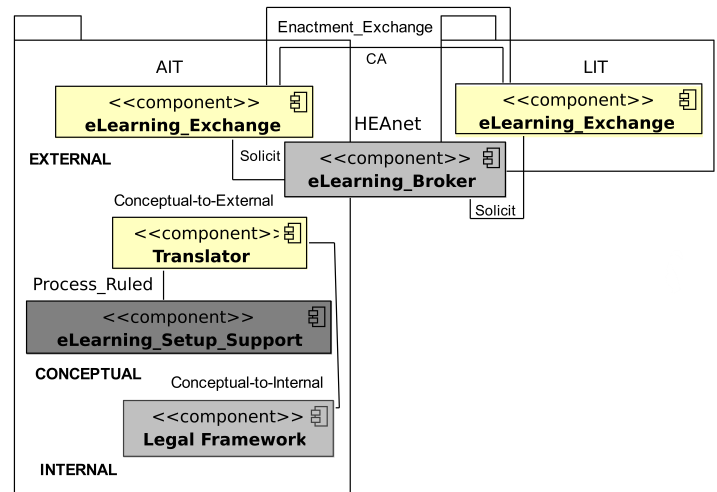 Enactment_Exchange
CA
AIT
LIT
<<component>>
eLearning_Exchange
<<component>>
eLearning_Exchange
HEAnet
EXTERNAL
Solicit
<<component>>
eLearning_Broker
Solicit
Conceptual-to-External
<<component>>
Translator
Process_Ruled
<<component>>
eLearning_Setup_Support
CONCEPTUAL
Conceptual-to-Internal
<<component>>
Legal Framework
INTERNAL